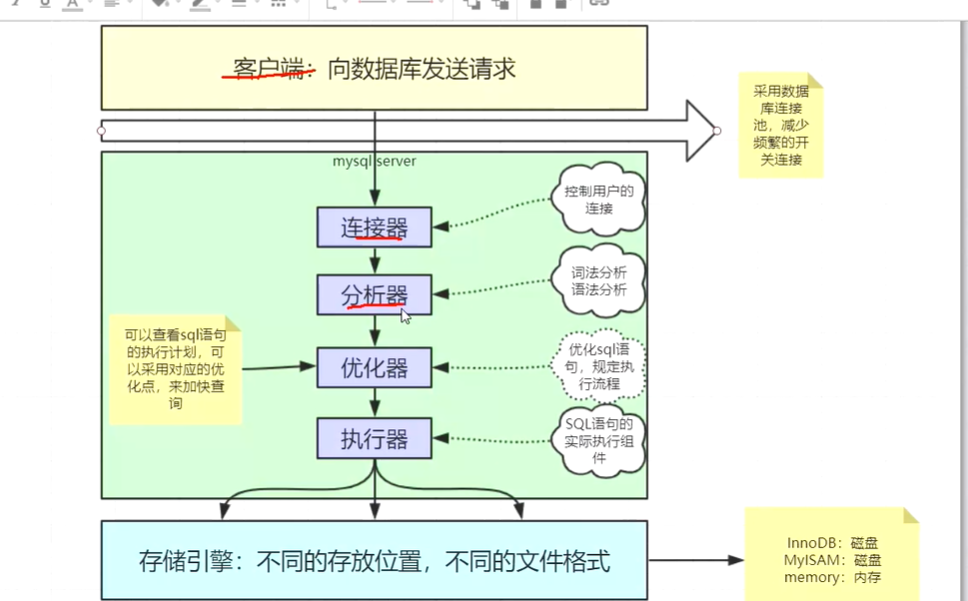 客户端：向数据库发送请求
采用数据
库连接
池，减少
频繁的开
关连接
mysql server
控制用户的
连接
连接器
词法分析
语法分析
分析器
可以查看sql语句
的执行计划，可
以采用对应的优
化点，来加快查
询
优化sql语
句，规定执
行流程
优化器
SQL语句的
实际执行组
件
执行器
存储引擎：不同的存放位置，不同的文件格式
InnoDB：磁盘
MyISAM：磁盘
memory：内存